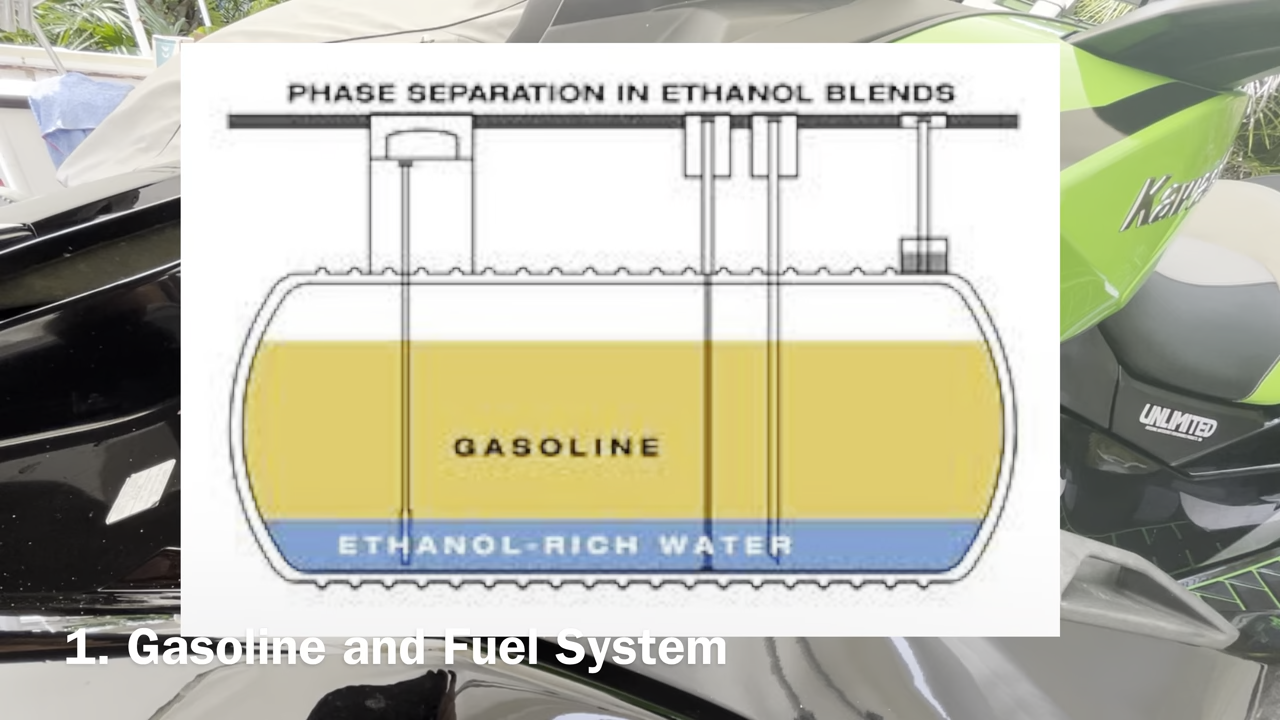 PHASE SEPARATION IN ETHANOL BLENDS
GASOLINE
ETHANOL-RICH WATER
UNLIMITED
1. Gasoline and Fuel System